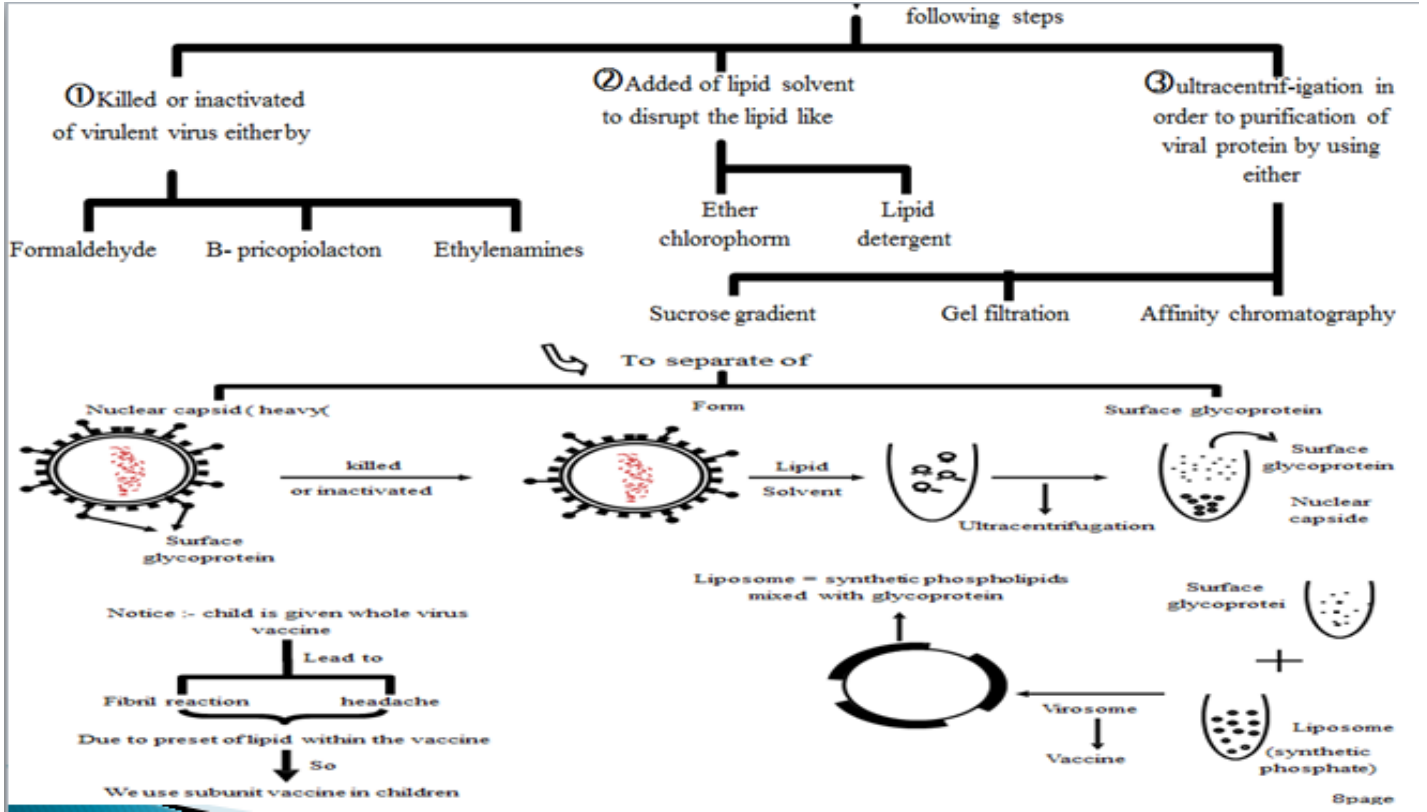 following steps
①Killed or inactivated
of virulent virus either by
②Added of lipid solvent
to disrupt the lipid like
③ultracentrif-igation in
order to purification of
viral protein by using
either
Formaldehyde
B- pricopiolacton
Ethylenamines
Ether
chlorophorm
Lipid
detergent
Sucrose gradient
Gel filtration
Affinity chromatography
To separate of
Nuclear capsid ( heavy(
Form
Surface glycoprotein
killed
or inactivated
Surface
glycoprotein
Lipid
Solvent
Ultracentrifugation
Surface
glycoprotein
Nuclear
capside
Liposome = synthetic phospholipids
mixed with glycoprotein
Surface
glycoprotei
+
Virosome
Vaccine
Liposome
(synthetic
phosphate)
Notice :- child is given whole virus
vaccine
Lead to
Fibril reaction
headache
Due to preset of lipid within the vaccine
So
We use subunit vaccine in children
8page